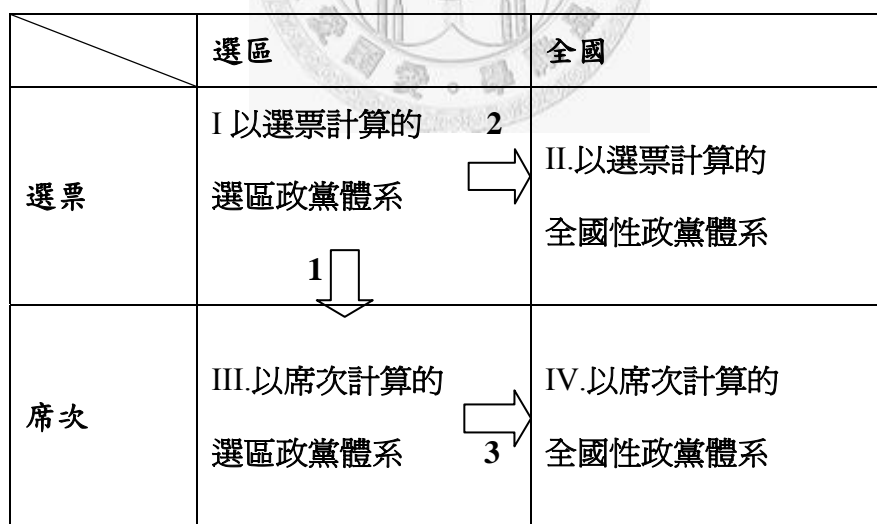 選區
全國
I 以選票計算的
選區政黨體系
2
II.以選票計算的
全國性政黨體系
選票
1
III.以席次計算的
選區政黨體系
3
IV.以席次計算的
全國性政黨體系
席次